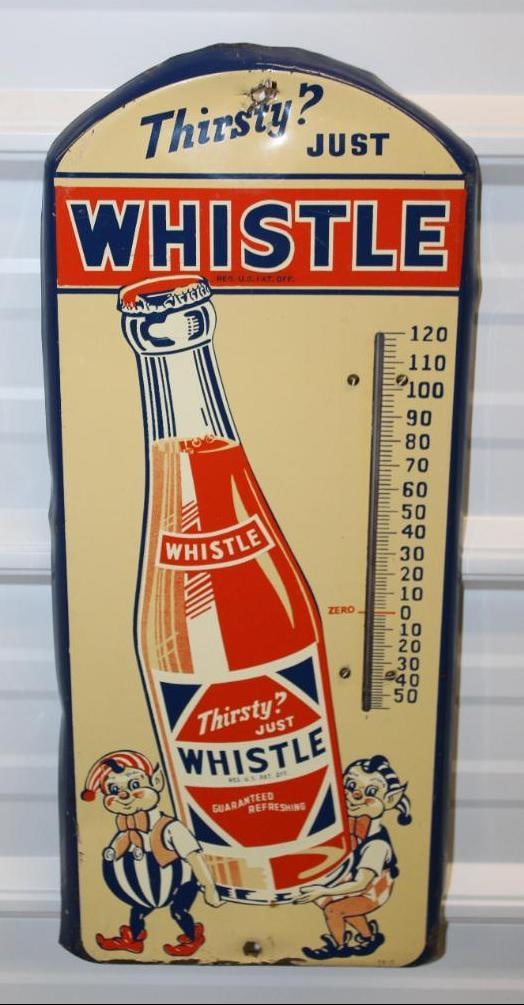 Thirsty?
JUST
WHISTLE
REG. U.S. PAT. OFF.
120
110
100
90
80
70
60
50
40
30
20
10
ZERO 0
10
20
30
40
50
WHISTLE
Thirsty?
JUST
WHISTLE
REG. U.S. PAT. OFF.
GUARANTEED
REFRESHING